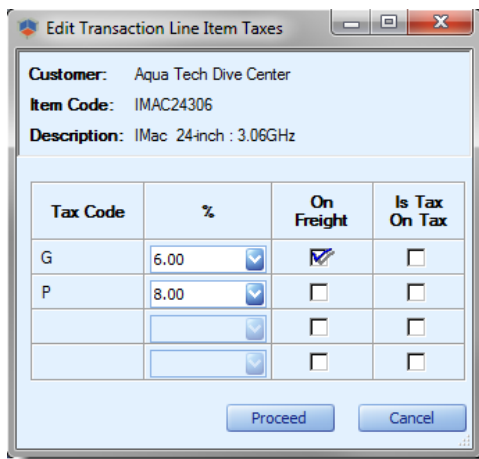 Edit Transaction Line Item Taxes
Customer: Aqua Tech Dive Center
Item Code: IMAC24306
Description: IMac 24-inch : 3.06GHz
Tax Code % On Freight Is Tax On Tax
G 6.00
P 8.00
Proceed Cancel